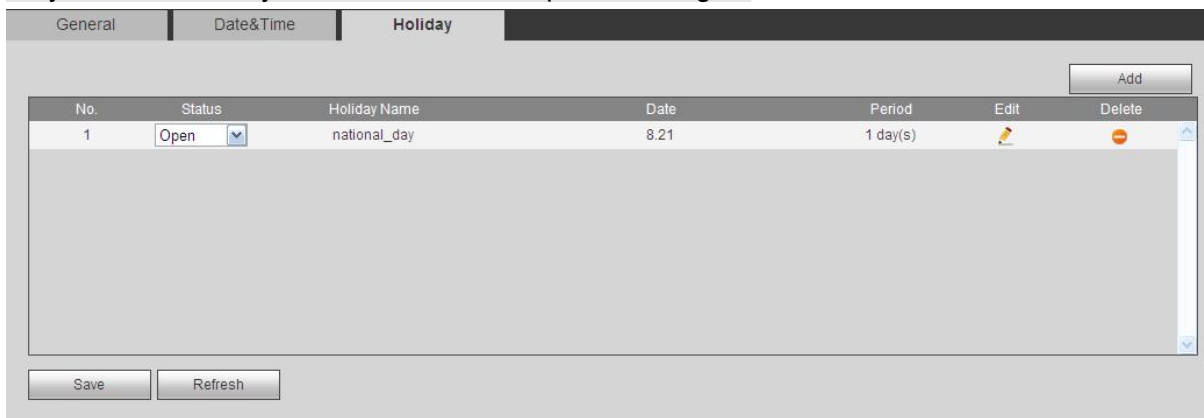 General Date&Time Holiday
Add
No. Status Holiday Name Date Period Edit Delete
1 Open national_day 8.21 1 day(s)
Save Refresh